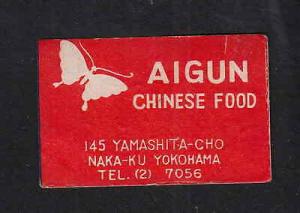 AIGUN
CHINESE FOOD
145 YAMASHITA-CHO
NAKA-KU YOKOHAMA
TEL. (2) 7056